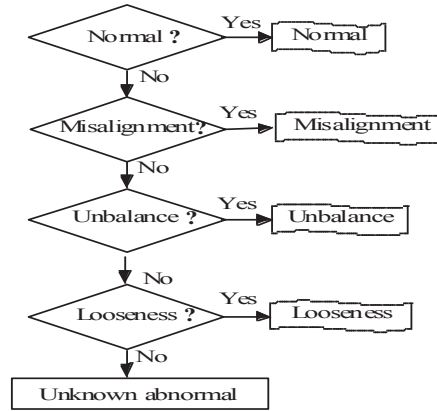 Normal ?
Yes
Normal
No
Misalignment?
Yes
Misalignment
No
Unbalance ?
Yes
Unbalance
No
Looseness ?
Yes
Looseness
No
Unknown abnormal